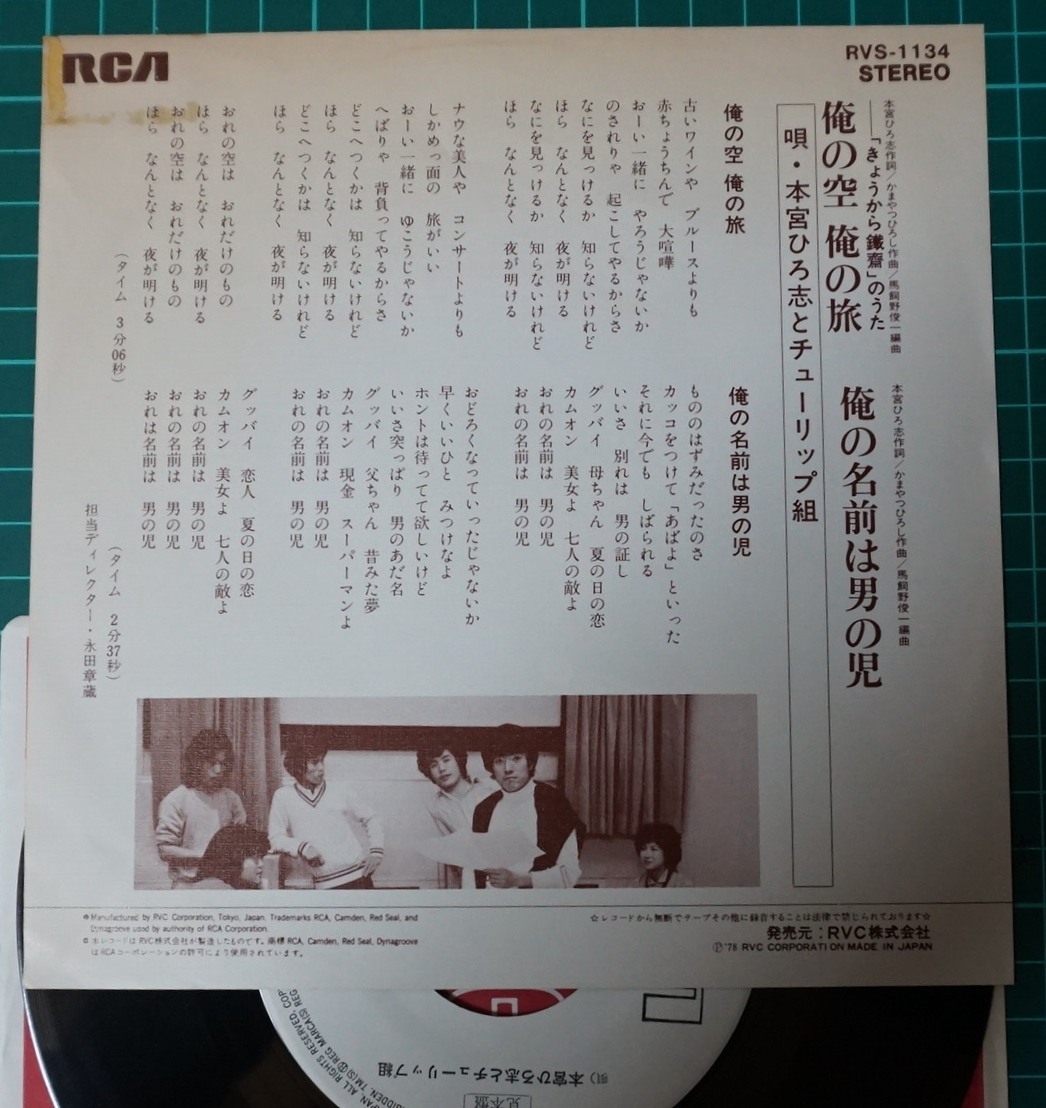 RCA
RVS-1134
STEREO
本宮ひろ志作詞/かまやつひろし作曲/馬飼野俊一編曲
──「きょうから鐵齋」のうた
俺の空 俺の旅
本宮ひろ志作詞/かまやつひろし作曲/馬飼野俊一編曲
俺の名前は男の児
唄・本宮ひろ志とチューリップ組
俺の空 俺の旅
古いワインや ブルースよりも
赤ちょうちんで 大喧嘩
おーい一緒に やろうじゃないか
のされりゃ 起こしてやるからさ
なにを見っけるか 知らないけれど
ほら なんとなく 夜が明ける
なにを見っけるか 知らないけれど
ほら なんとなく 夜が明ける
ナウな美人や コンサートよりも
しかめっ面の 旅がいい
おーい一緒に ゆこうじゃないか
へばりゃ 背負ってやるからさ
どこへつくかは 知らないけれど
ほら なんとなく 夜が明ける
どこへつくかは 知らないけれど
ほら なんとなく 夜が明ける
おれの空は おれだけのもの
ほら なんとなく 夜が明ける
おれの空は おれだけのもの
ほら なんとなく 夜が明ける
(タイム 3分06秒)
俺の名前は男の児
もののはずみだったのさ
カッコをつけて「あばよ」といった
それに今でも しばられる
いいさ 別れは 男の証し
グッバイ 母ちゃん 夏の日の恋
カムオン 美女よ 七人の敵よ
おれの名前は 男の児
おれの名前は 男の児
おどろくなっていったじゃないか
早くいいひと みつけなよ
ホントは待ってて欲しいけど
いいさ突っぱり 男のあだ名
グッバイ 父ちゃん 昔みた夢
カムオン 現金 スーパーマンよ
おれの名前は 男の児
おれの名前は 男の児
グッバイ 恋人 夏の日の恋
カムオン 美女よ 七人の敵よ
おれの名前は 男の児
おれの名前は 男の児
おれは名前は 男の児
(タイム 2分37秒)
担当ディレクター・永田章蔵
Manufactured by RVC Corporation, Tokyo, Japan. Trademarks RCA, Camden, Red Seal, and
Dynagroove used by authority of RCA Corporation.
本レコードはRVC株式会社が製造したものです。商標RCA, Camden, Red Seal, Dynagroove
はRCAコーポレーションの許可により使用されています。
☆レコードから無断でテープその他に録音することは法律で禁じられております☆
発売元:RVC株式会社
Ⓟ'78 RVC CORPORATION MADE IN JAPAN
唄)本宮ひろ志とチューリップ組
見本盤